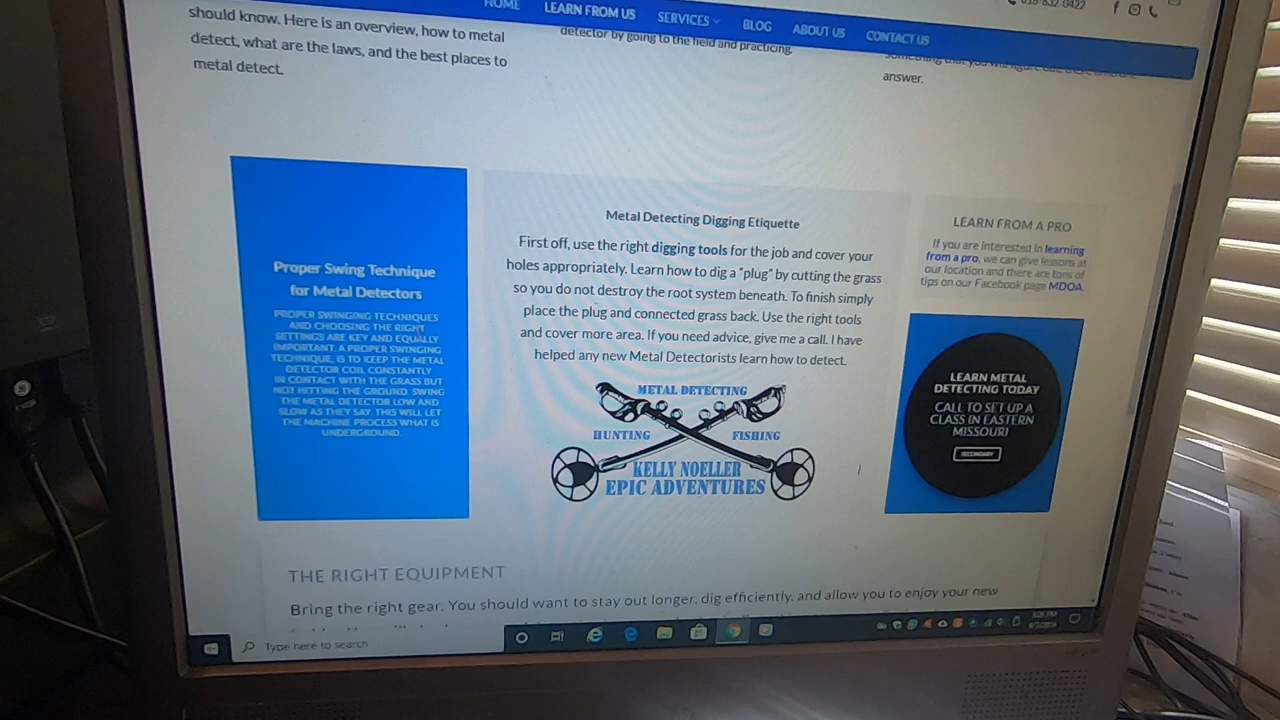 HOME
LEARN FROM US
SERVICES
BLOG
ABOUT US
CONTACT US
should know. Here is an overview, how to metal
detect, what are the laws, and the best places to
metal detect.
detector by going to the field and practicing.
answer.
Proper Swing Technique
for Metal Detectors
PROPER SWINGING TECHNIQUES
AND CHOOSING THE RIGHT
SETTINGS ARE KEY AND EQUALLY
IMPORTANT. A PROPER SWINGING
TECHNIQUE, IS TO KEEP THE METAL
DETECTOR COIL CONSTANTLY
IN CONTACT WITH THE GRASS BUT
NOT HITTING THE GROUND. SWING
THE METAL DETECTOR LOW AND
SLOW AS THEY SAY. THIS WILL LET
THE MACHINE PROCESS WHAT IS
UNDERGROUND.
Metal Detecting Digging Etiquette
First off, use the right digging tools for the job and cover your
holes appropriately. Learn how to dig a "plug" by cutting the grass
so you do not destroy the root system beneath. To finish simply
place the plug and connected grass back. Use the right tools
and cover more area. If you need advice, give me a call. I have
helped any new Metal Detectorists learn how to detect.
METAL DETECTING
HUNTING
FISHING
KELLY NOELLER
EPIC ADVENTURES
LEARN FROM A PRO
If you are interested in learning
from a pro, we can give lessons at
our location and there are tons of
tips on our Facebook page MDOA.
LEARN METAL
DETECTING TODAY
CALL TO SET UP A
CLASS IN EASTERN
MISSOURI
SECONDARY
THE RIGHT EQUIPMENT
Bring the right gear. You should want to stay out longer, dig efficiently, and allow you to enjoy your new
Type here to search